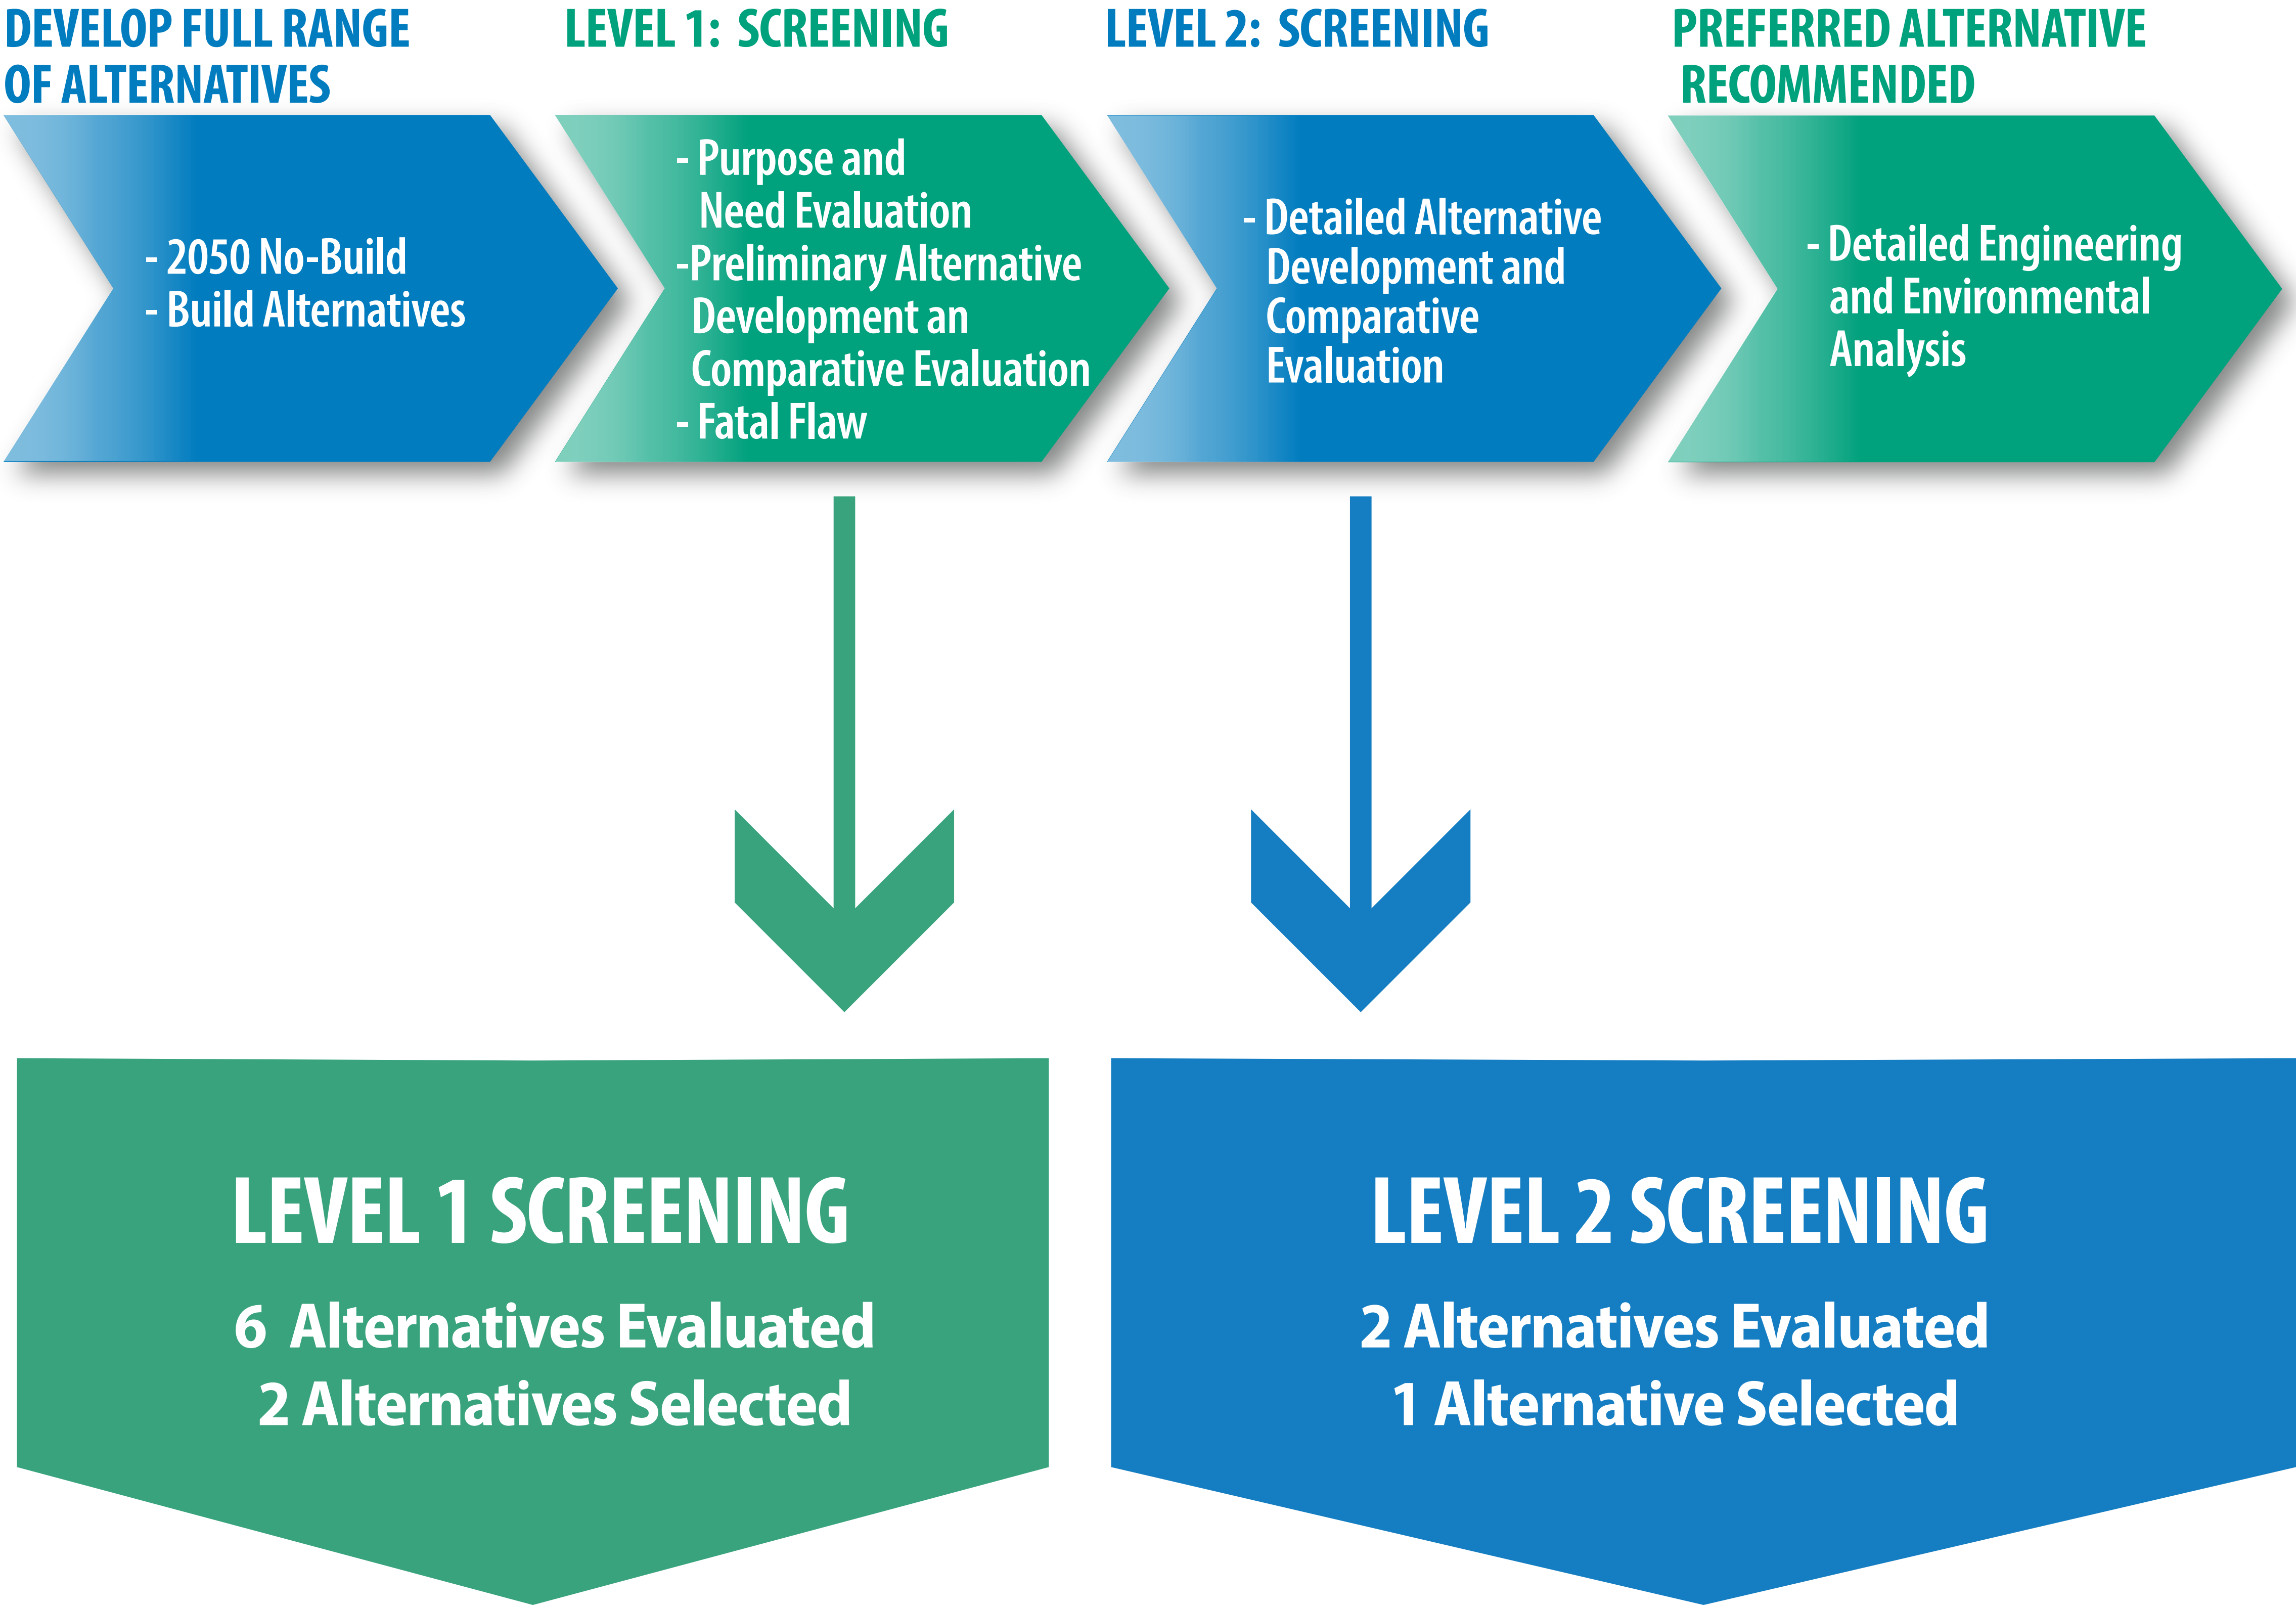 DEVELOP FULL RANGE
OF ALTERNATIVES
- 2050 No-Build
- Build Alternatives
LEVEL 1: SCREENING
- Purpose and
Need Evaluation
-Preliminary Alternative
Development an
Comparative Evaluation
- Fatal Flaw
LEVEL 2: SCREENING
- Detailed Alternative
Development and
Comparative
Evaluation
PREFERRED ALTERNATIVE
RECOMMENDED
- Detailed Engineering
and Environmental
Analysis
LEVEL 1 SCREENING
6 Alternatives Evaluated
2 Alternatives Selected
LEVEL 2 SCREENING
2 Alternatives Evaluated
1 Alternative Selected